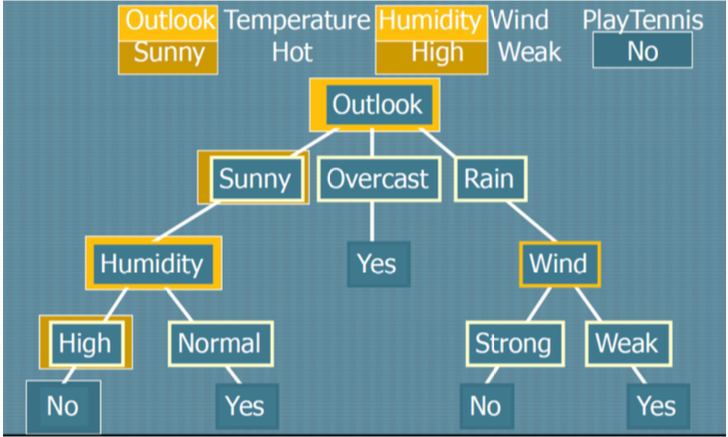 Outlook Temperature Humidity Wind PlayTennis
Sunny Hot High Weak No
Outlook
Sunny Overcast Rain
Humidity Yes Wind
High Normal Strong Weak
No Yes No Yes